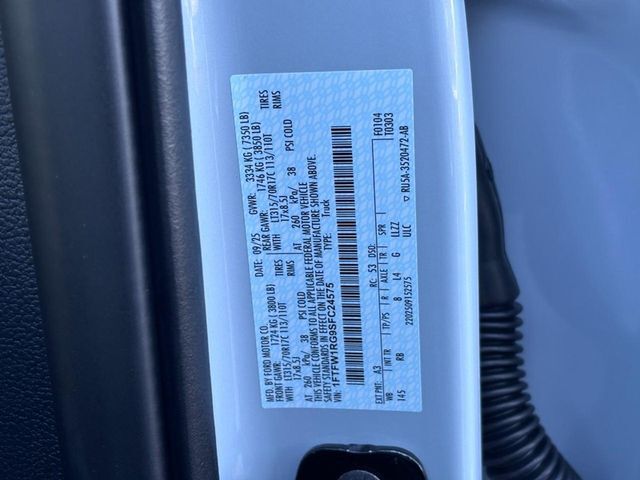 MFD. BY FORD MOTOR CO.
DATE: 09/25 GVWR: 3334 KG ( 7350 LB)
FRONT GAWR: 1724 KG ( 3800 LB) REAR GAWR: 1746 KG ( 3850 LB)
LT315/70R17C 113/110T TIRES WITH LT315/70R17C 113/110T TIRES
17x8.5J RIMS WITH 17x8.5J RIMS
AT 260 kPa/ 38 PSI COLD AT 260 kPa/ 38 PSI COLD
THIS VEHICLE CONFORMS TO ALL APPLICABLE FEDERAL MOTOR VEHICLE
SAFETY STANDARDS IN EFFECT ON THE DATE OF MANUFACTURE SHOWN ABOVE.
VIN: 1FTFW1RG9SFC24575 TYPE: Truck
F0104
T0303
EXT PNT: A3 RC: 53 DSO:
WB INT TR TP/PS R AXLE TR SPR
145 RB 8 L4 G LLZZ
ULC
2202509152575 ▽ RU5A-3520472-AB